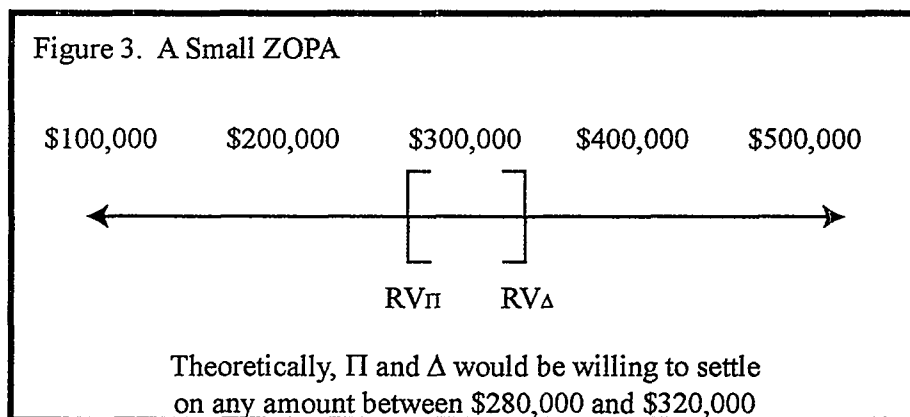 Figure 3. A Small ZOPA
$100,000 $200,000 $300,000 $400,000 $500,000
RVΠ RVΔ
Theoretically, Π and Δ would be willing to settle
on any amount between $280,000 and $320,000